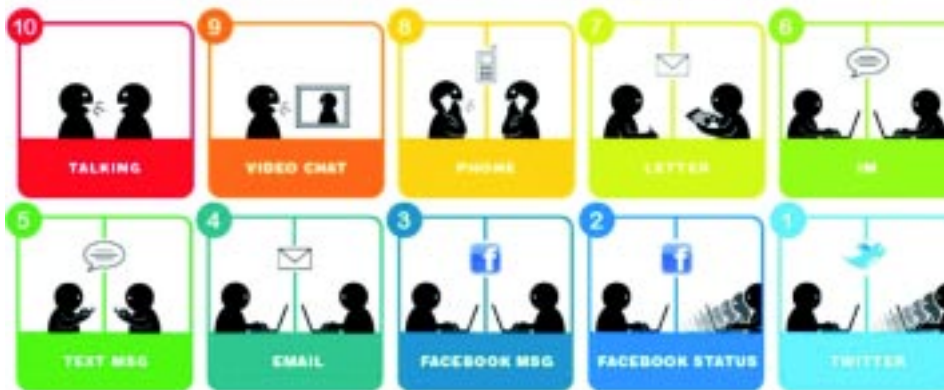 10
TALKING
9
VIDEO CHAT
8
PHONE
7
LETTER
6
IM
5
TEXT MSG
4
EMAIL
3
f
FACEBOOK MSG
2
f
FACEBOOK STATUS
1
TWITTER